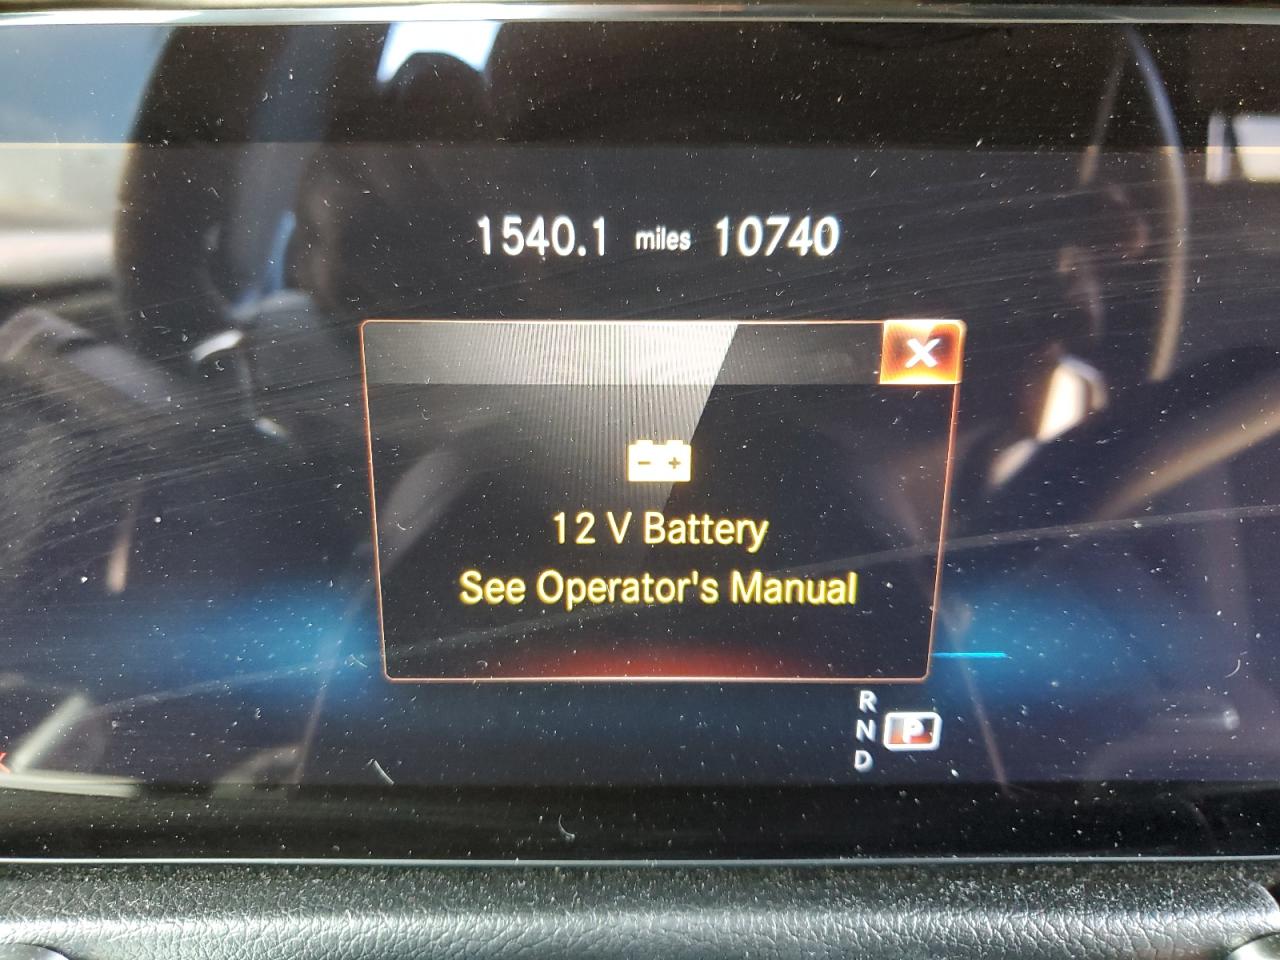 1540.1 miles 10740
12 V Battery
See Operator's Manual
R
N P
D